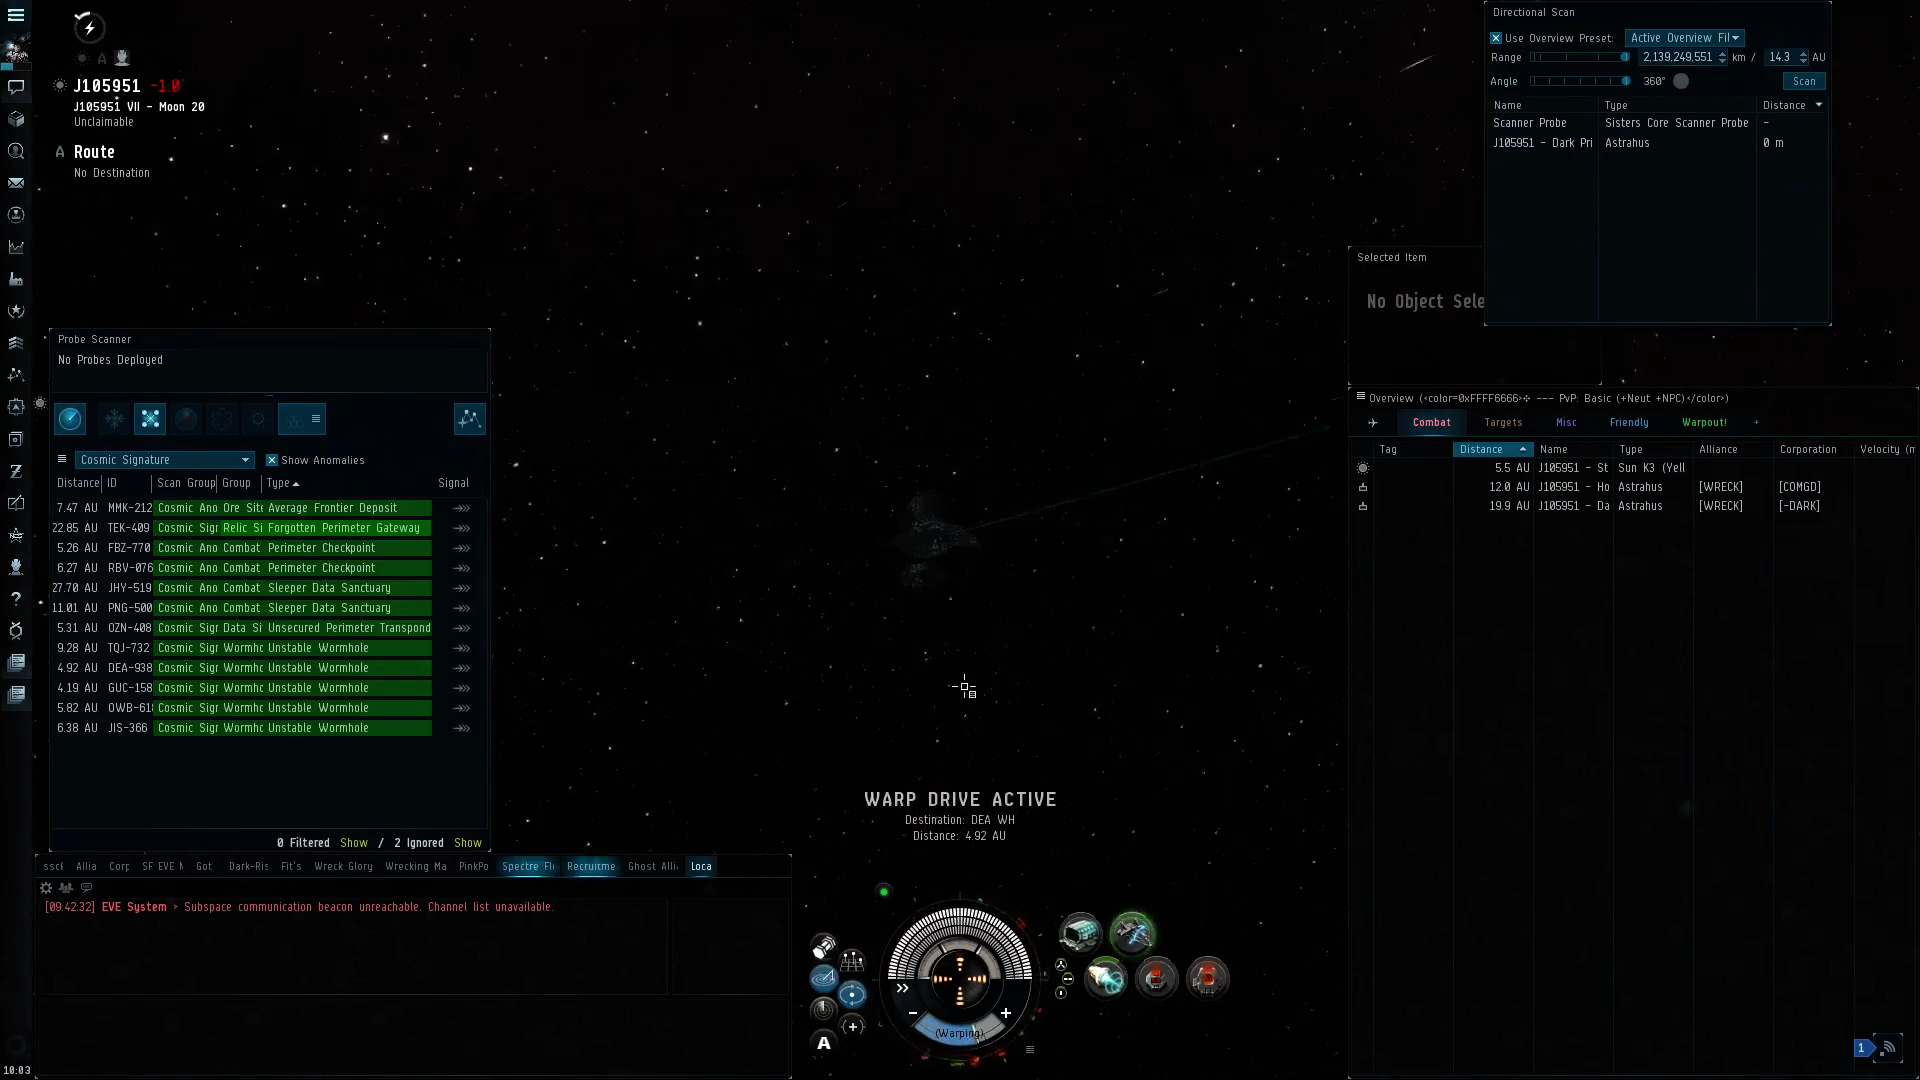 J105951 -1.0
J105951 VII - Moon 20
Unclaimable
A Route
No Destination
Directional Scan
Use Overview Preset: Active Overview Fil
Range 2,139,249,551 km / 14.3 AU
Angle 360° Scan
Name Type Distance
Scanner Probe Sisters Core Scanner Probe -
J105951 - Dark Pri Astrahus 0 m
Selected Item
No Object Sele
Probe Scanner
No Probes Deployed
Cosmic Signature Show Anomalies
Distance ID Scan Group Group Type Signal
7.47 AU MMK-212 Cosmic Ano Ore Site Average Frontier Deposit
22.85 AU TEK-409 Cosmic Sigr Relic Si Forgotten Perimeter Gateway
5.26 AU FBZ-770 Cosmic Ano Combat Perimeter Checkpoint
6.27 AU RBV-076 Cosmic Ano Combat Perimeter Checkpoint
27.70 AU JHY-519 Cosmic Ano Combat Sleeper Data Sanctuary
11.01 AU PNG-500 Cosmic Ano Combat Sleeper Data Sanctuary
5.31 AU OZN-408 Cosmic Sigr Data Si Unsecured Perimeter Transpond
9.28 AU TQJ-732 Cosmic Sigr Wormhc Unstable Wormhole
4.92 AU DEA-938 Cosmic Sigr Wormhc Unstable Wormhole
4.19 AU GUC-158 Cosmic Sigr Wormhc Unstable Wormhole
5.82 AU OWB-61 Cosmic Sigr Wormhc Unstable Wormhole
6.38 AU JIS-366 Cosmic Sigr Wormhc Unstable Wormhole
0 Filtered Show / 2 Ignored Show
Overview (<color=0xFFFF6666>✢ --- PvP: Basic (+Neut +NPC)</color>)
Combat Targets Misc Friendly Warpout! +
Tag Distance Name Type Alliance Corporation Velocity (m
5.5 AU J105951 - St Sun K3 (Yell
12.0 AU J105951 - Ho Astrahus [WRECK] [COMGD]
19.9 AU J105951 - Da Astrahus [WRECK] [-DARK]
WARP DRIVE ACTIVE
Destination: DEA WH
Distance: 4.92 AU
Allia Corp SF EVE Got Dark-Ris Fit's Wreck Glory Wrecking Ma PinkPo Spectre Fl Recruitme Ghost Alli Loca
[09:42:32] EVE System > Subspace communication beacon unreachable. Channel list unavailable.
(Warping)
A
1
10:03